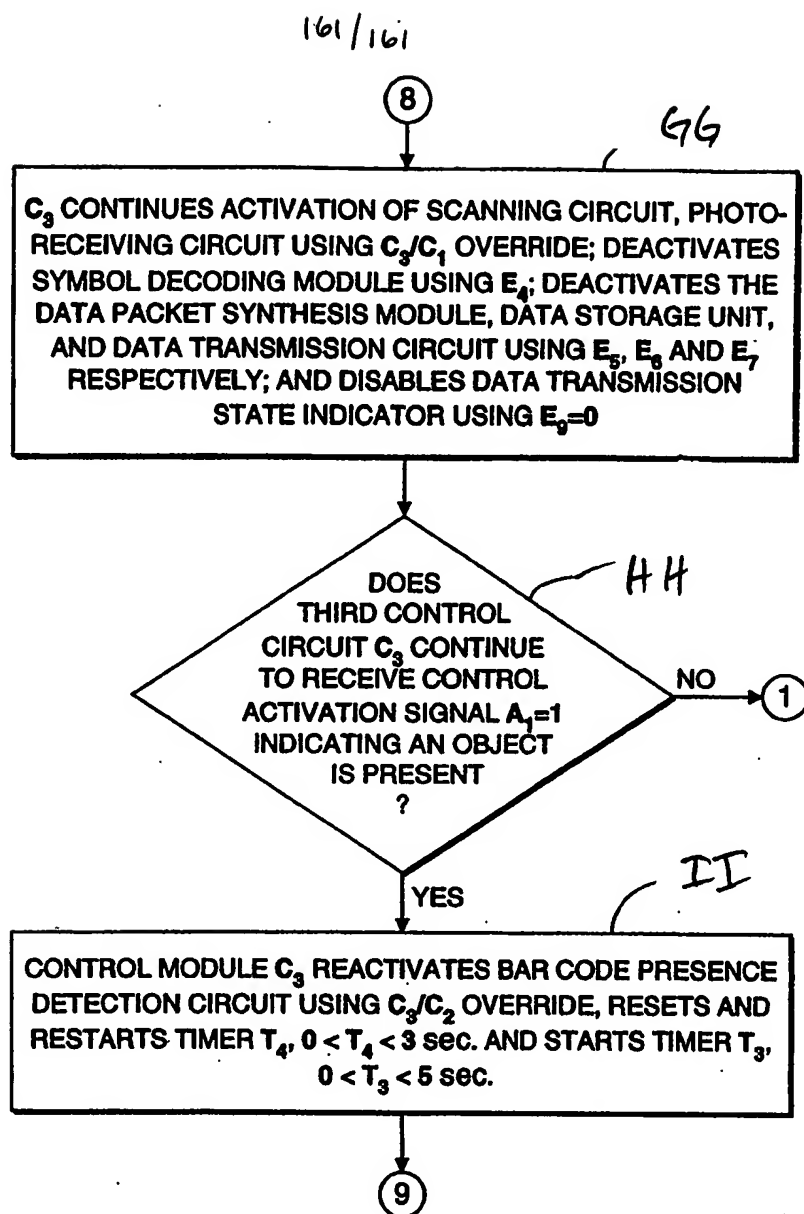 161/161
8
GG
C₃ CONTINUES ACTIVATION OF SCANNING CIRCUIT, PHOTO-
RECEIVING CIRCUIT USING C₃/C₁ OVERRIDE; DEACTIVATES
SYMBOL DECODING MODULE USING E₄; DEACTIVATES THE
DATA PACKET SYNTHESIS MODULE, DATA STORAGE UNIT,
AND DATA TRANSMISSION CIRCUIT USING E₅, E₆ AND E₇
RESPECTIVELY; AND DISABLES DATA TRANSMISSION
STATE INDICATOR USING E₉=0
HH
DOES
THIRD CONTROL
CIRCUIT C₃ CONTINUE
TO RECEIVE CONTROL
ACTIVATION SIGNAL A₁=1
INDICATING AN OBJECT
IS PRESENT
?
NO
1
YES
II
CONTROL MODULE C₃ REACTIVATES BAR CODE PRESENCE
DETECTION CIRCUIT USING C₃/C₂ OVERRIDE, RESETS AND
RESTARTS TIMER T₄, 0 < T₄ < 3 sec. AND STARTS TIMER T₃,
0 < T₃ < 5 sec.
9